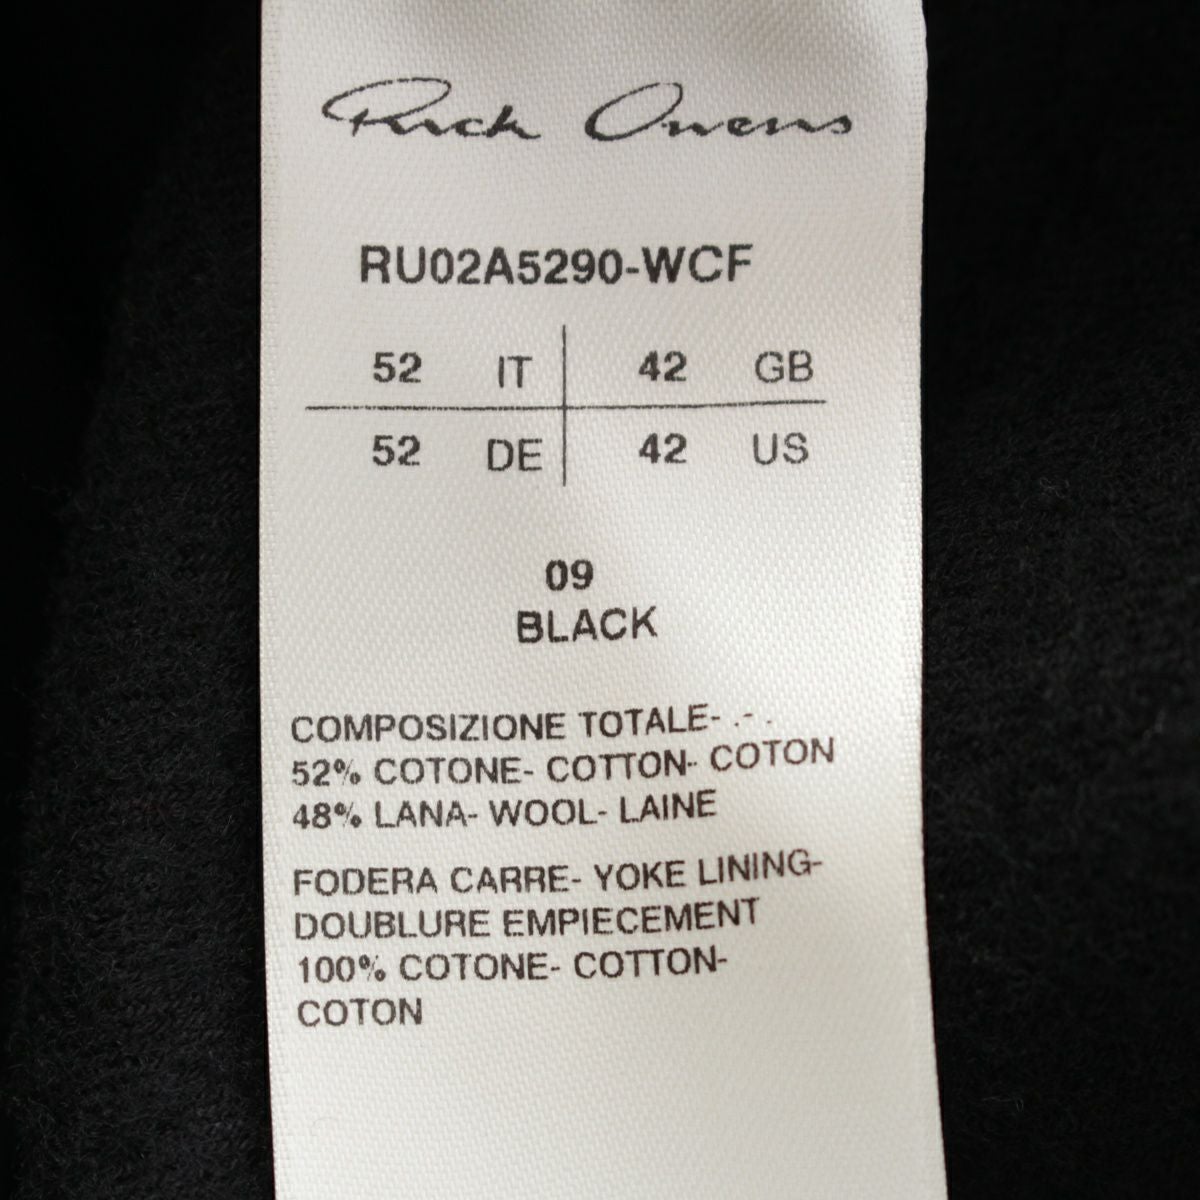 Rick Owens
RU02A5290-WCF
52 IT 42 GB
52 DE 42 US
09
BLACK
COMPOSIZIONE TOTALE- .-.
52% COTONE- COTTON- COTON
48% LANA- WOOL- LAINE
FODERA CARRE- YOKE LINING-
DOUBLURE EMPIECEMENT
100% COTONE- COTTON-
COTON